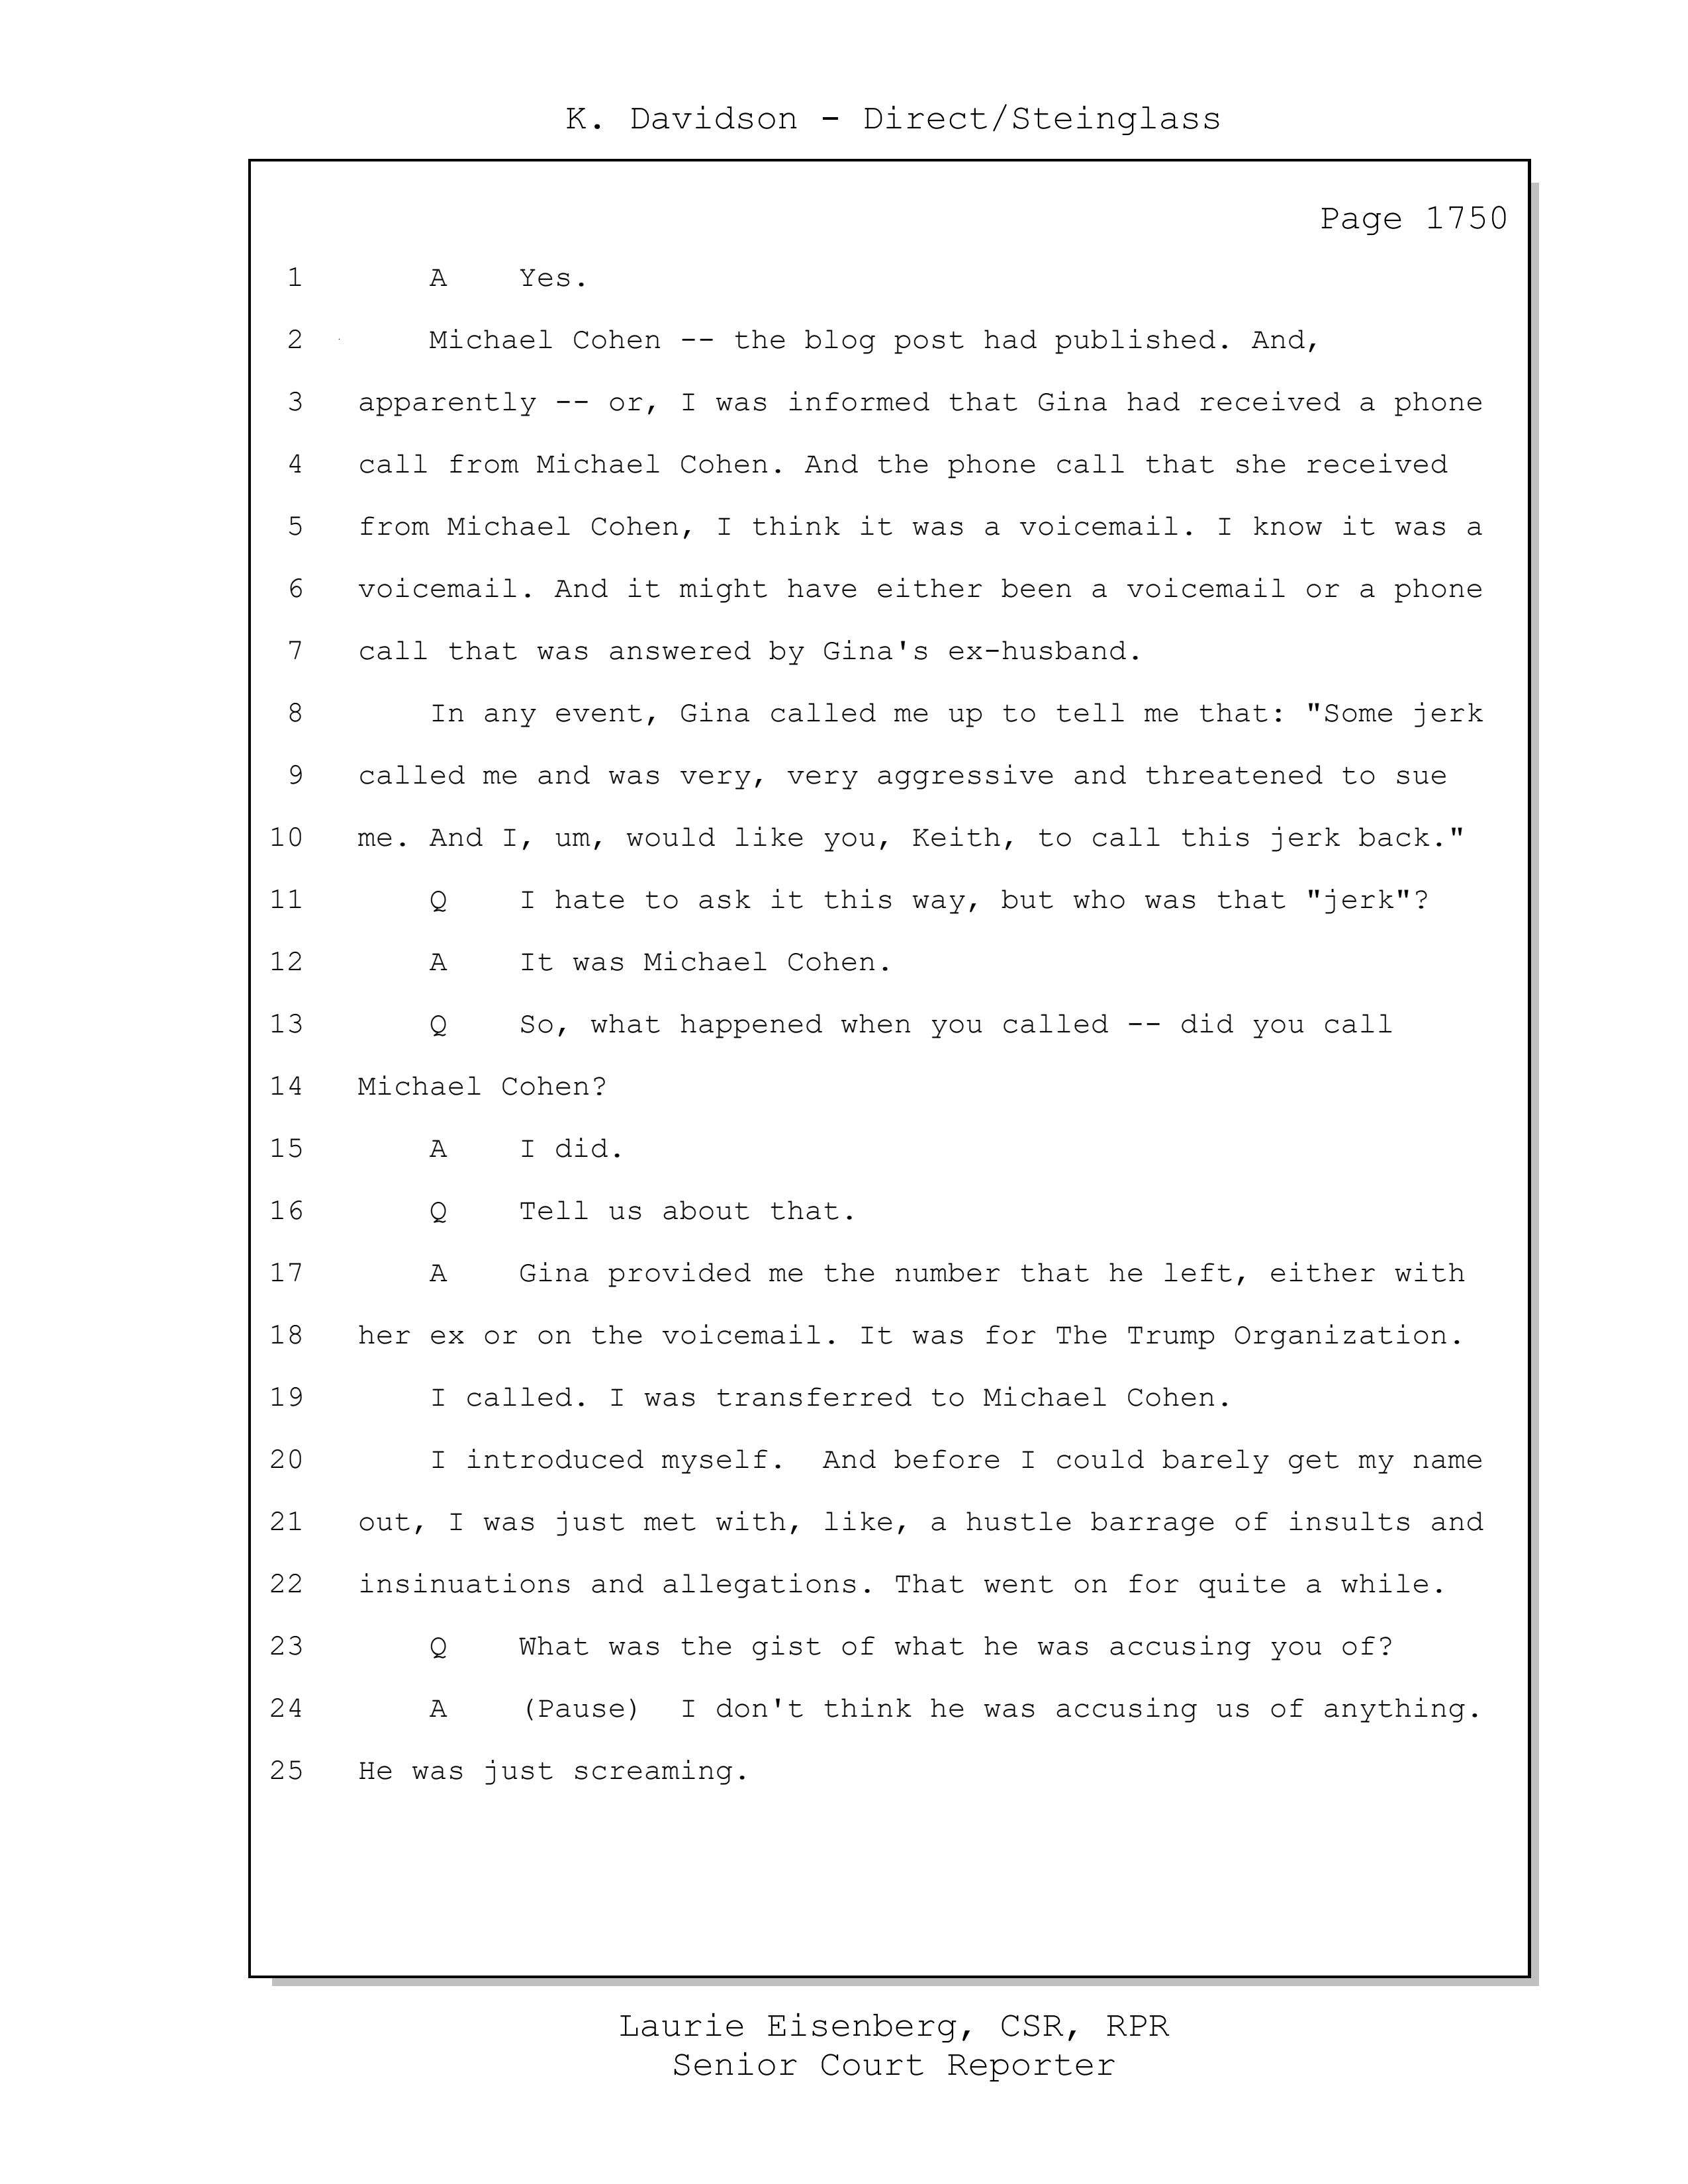 K. Davidson - Direct/Steinglass
Page 1750
1 A Yes.
2 Michael Cohen -- the blog post had published. And,
3 apparently -- or, I was informed that Gina had received a phone
4 call from Michael Cohen. And the phone call that she received
5 from Michael Cohen, I think it was a voicemail. I know it was a
6 voicemail. And it might have either been a voicemail or a phone
7 call that was answered by Gina's ex-husband.
8 In any event, Gina called me up to tell me that: "Some jerk
9 called me and was very, very aggressive and threatened to sue
10 me. And I, um, would like you, Keith, to call this jerk back."
11 Q I hate to ask it this way, but who was that "jerk"?
12 A It was Michael Cohen.
13 Q So, what happened when you called -- did you call
14 Michael Cohen?
15 A I did.
16 Q Tell us about that.
17 A Gina provided me the number that he left, either with
18 her ex or on the voicemail. It was for The Trump Organization.
19 I called. I was transferred to Michael Cohen.
20 I introduced myself.  And before I could barely get my name
21 out, I was just met with, like, a hustle barrage of insults and
22 insinuations and allegations. That went on for quite a while.
23 Q What was the gist of what he was accusing you of?
24 A (Pause)  I don't think he was accusing us of anything.
25 He was just screaming.
Laurie Eisenberg, CSR, RPR
Senior Court Reporter